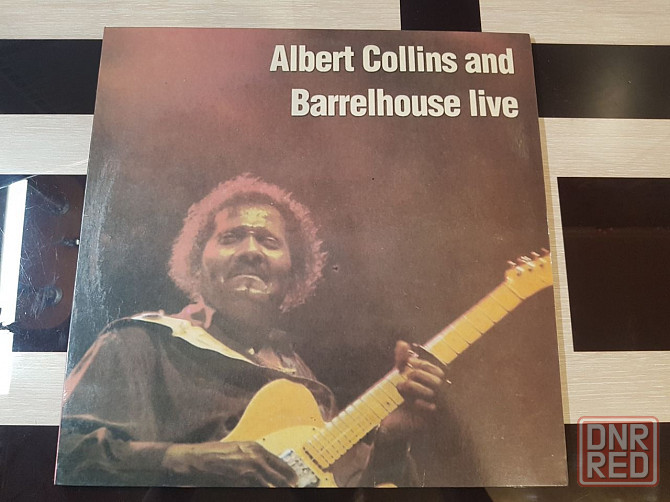 Albert Collins and
Barrelhouse live
DNR
RED